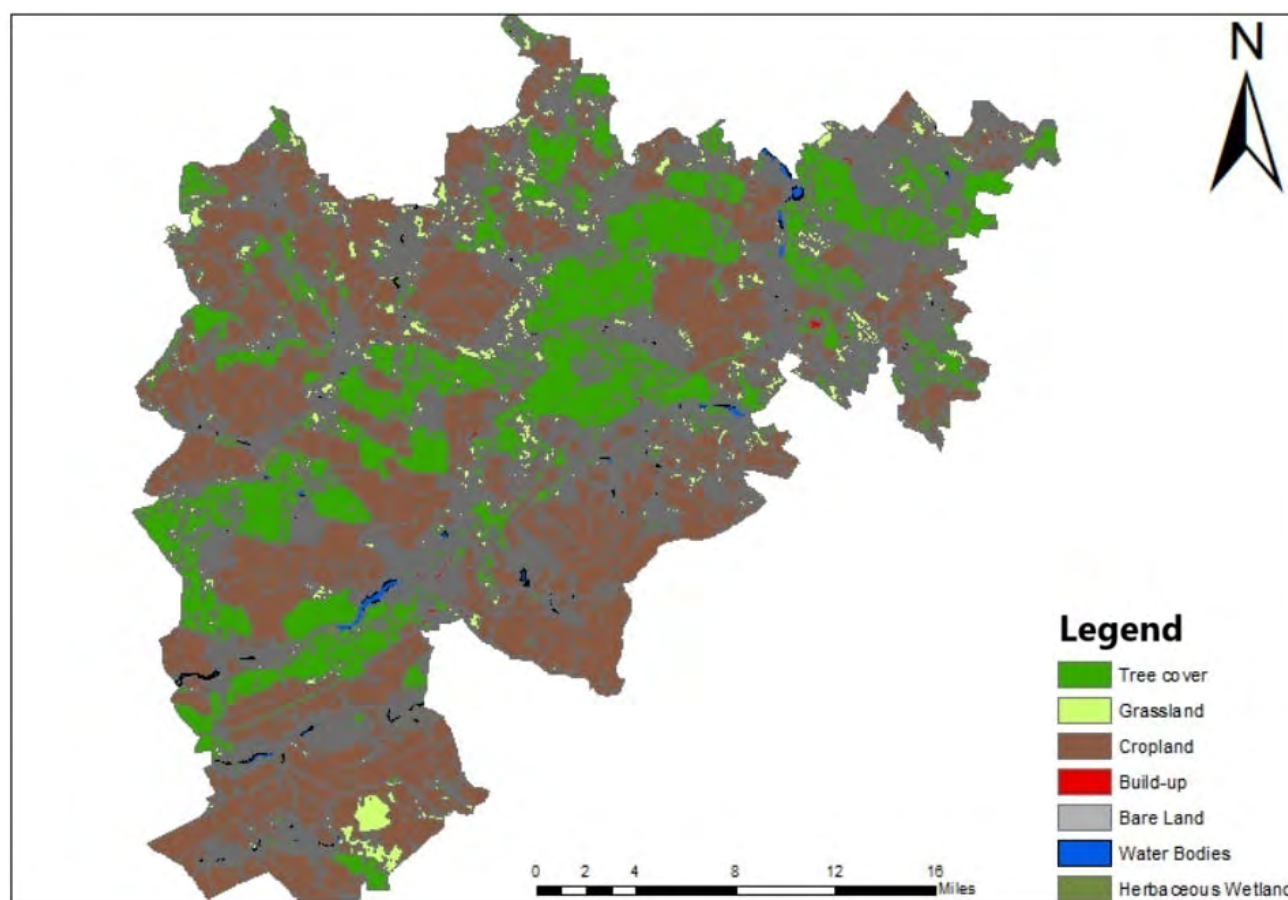 N
Legend
Tree cover
Grassland
Cropland
Build-up
Bare Land
Water Bodies
Herbaceous Wetland
0 2 4 8 12 16
Miles